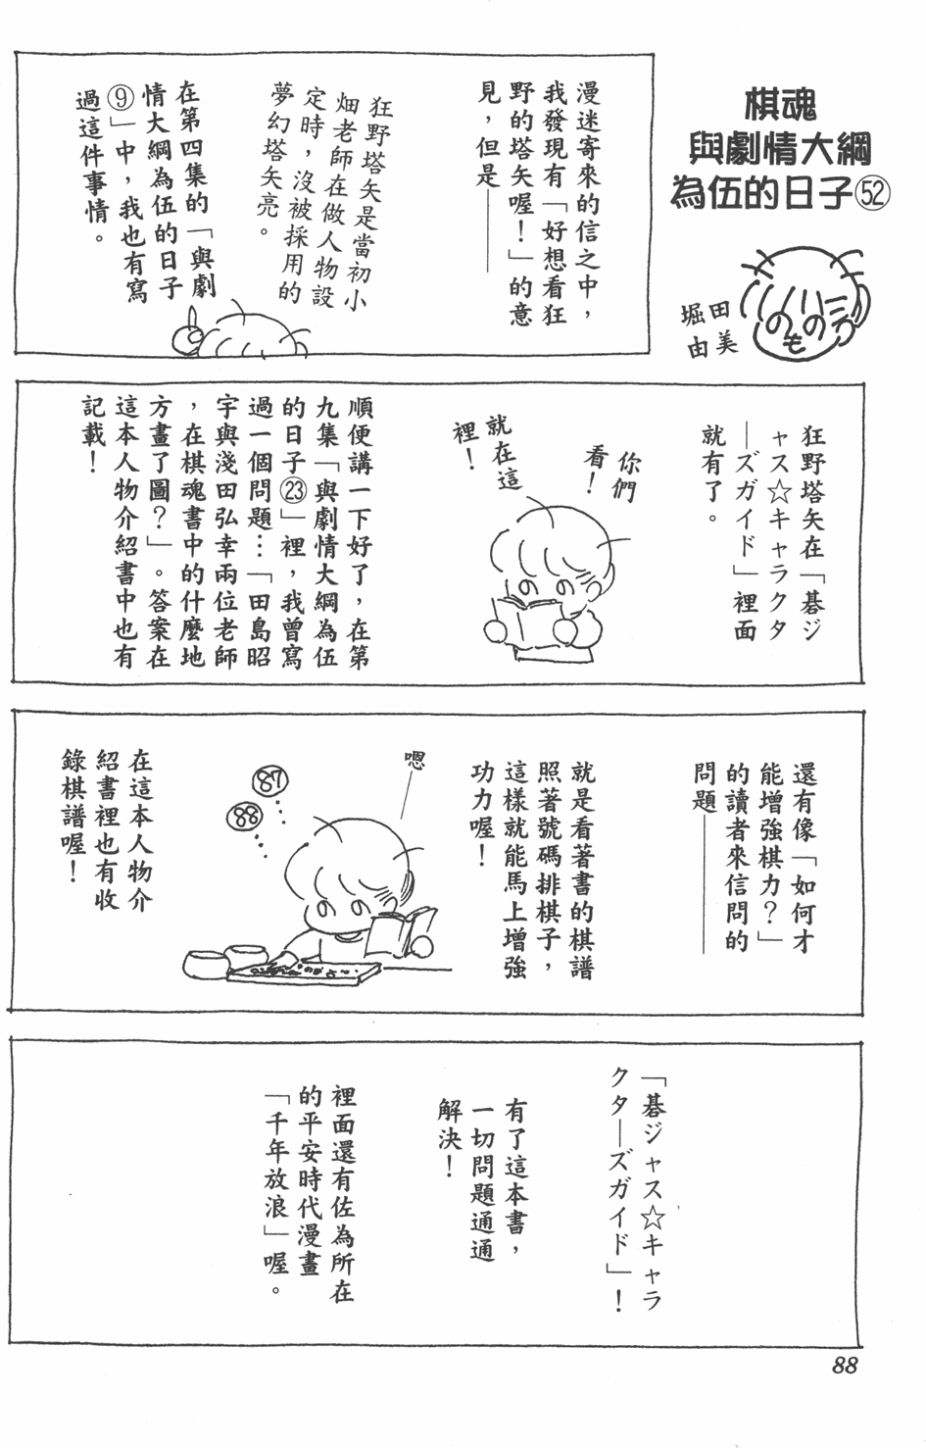 棋魂
與劇情大綱
為伍的日子㊾
堀田
由美
漫迷寄來的信之中，
我發現有「好想看狂
野的塔矢喔！」的意
見，但是——
狂野塔矢是當初小
畑老師在做人物設
定時，沒被採用的
夢幻塔矢亮。
在第四集的「與劇
情大綱為伍的日子
⑨」中，我也有寫
過這件事情。
狂野塔矢在「碁ジ
ャス☆キャラクタ
ーズガイド」裡面
就有了。
你們
看！
就在這
裡！
順便講一下好了，在第
九集「與劇情大綱為伍
的日子㉓」裡，我曾寫
過一個問題…「田島昭
宇與淺田弘幸兩位老師
，在棋魂書中的什麼地
方畫了圖？」。答案在
這本人物介紹書中也有
記載！
還有像「如何才
能增強棋力？」
的讀者來信問的
問題——
就是看著書的棋譜
照著號碼排棋子，
這樣就能馬上增強
功力喔！
嗯—
87…
88…
在這本人物介
紹書裡也有收
錄棋譜喔！
「碁ジャス☆キャラ
クターズガイド」！
有了這本書，
一切問題通通
解決！
裡面還有佐為所在
的平安時代漫畫
「千年放浪」喔。
88